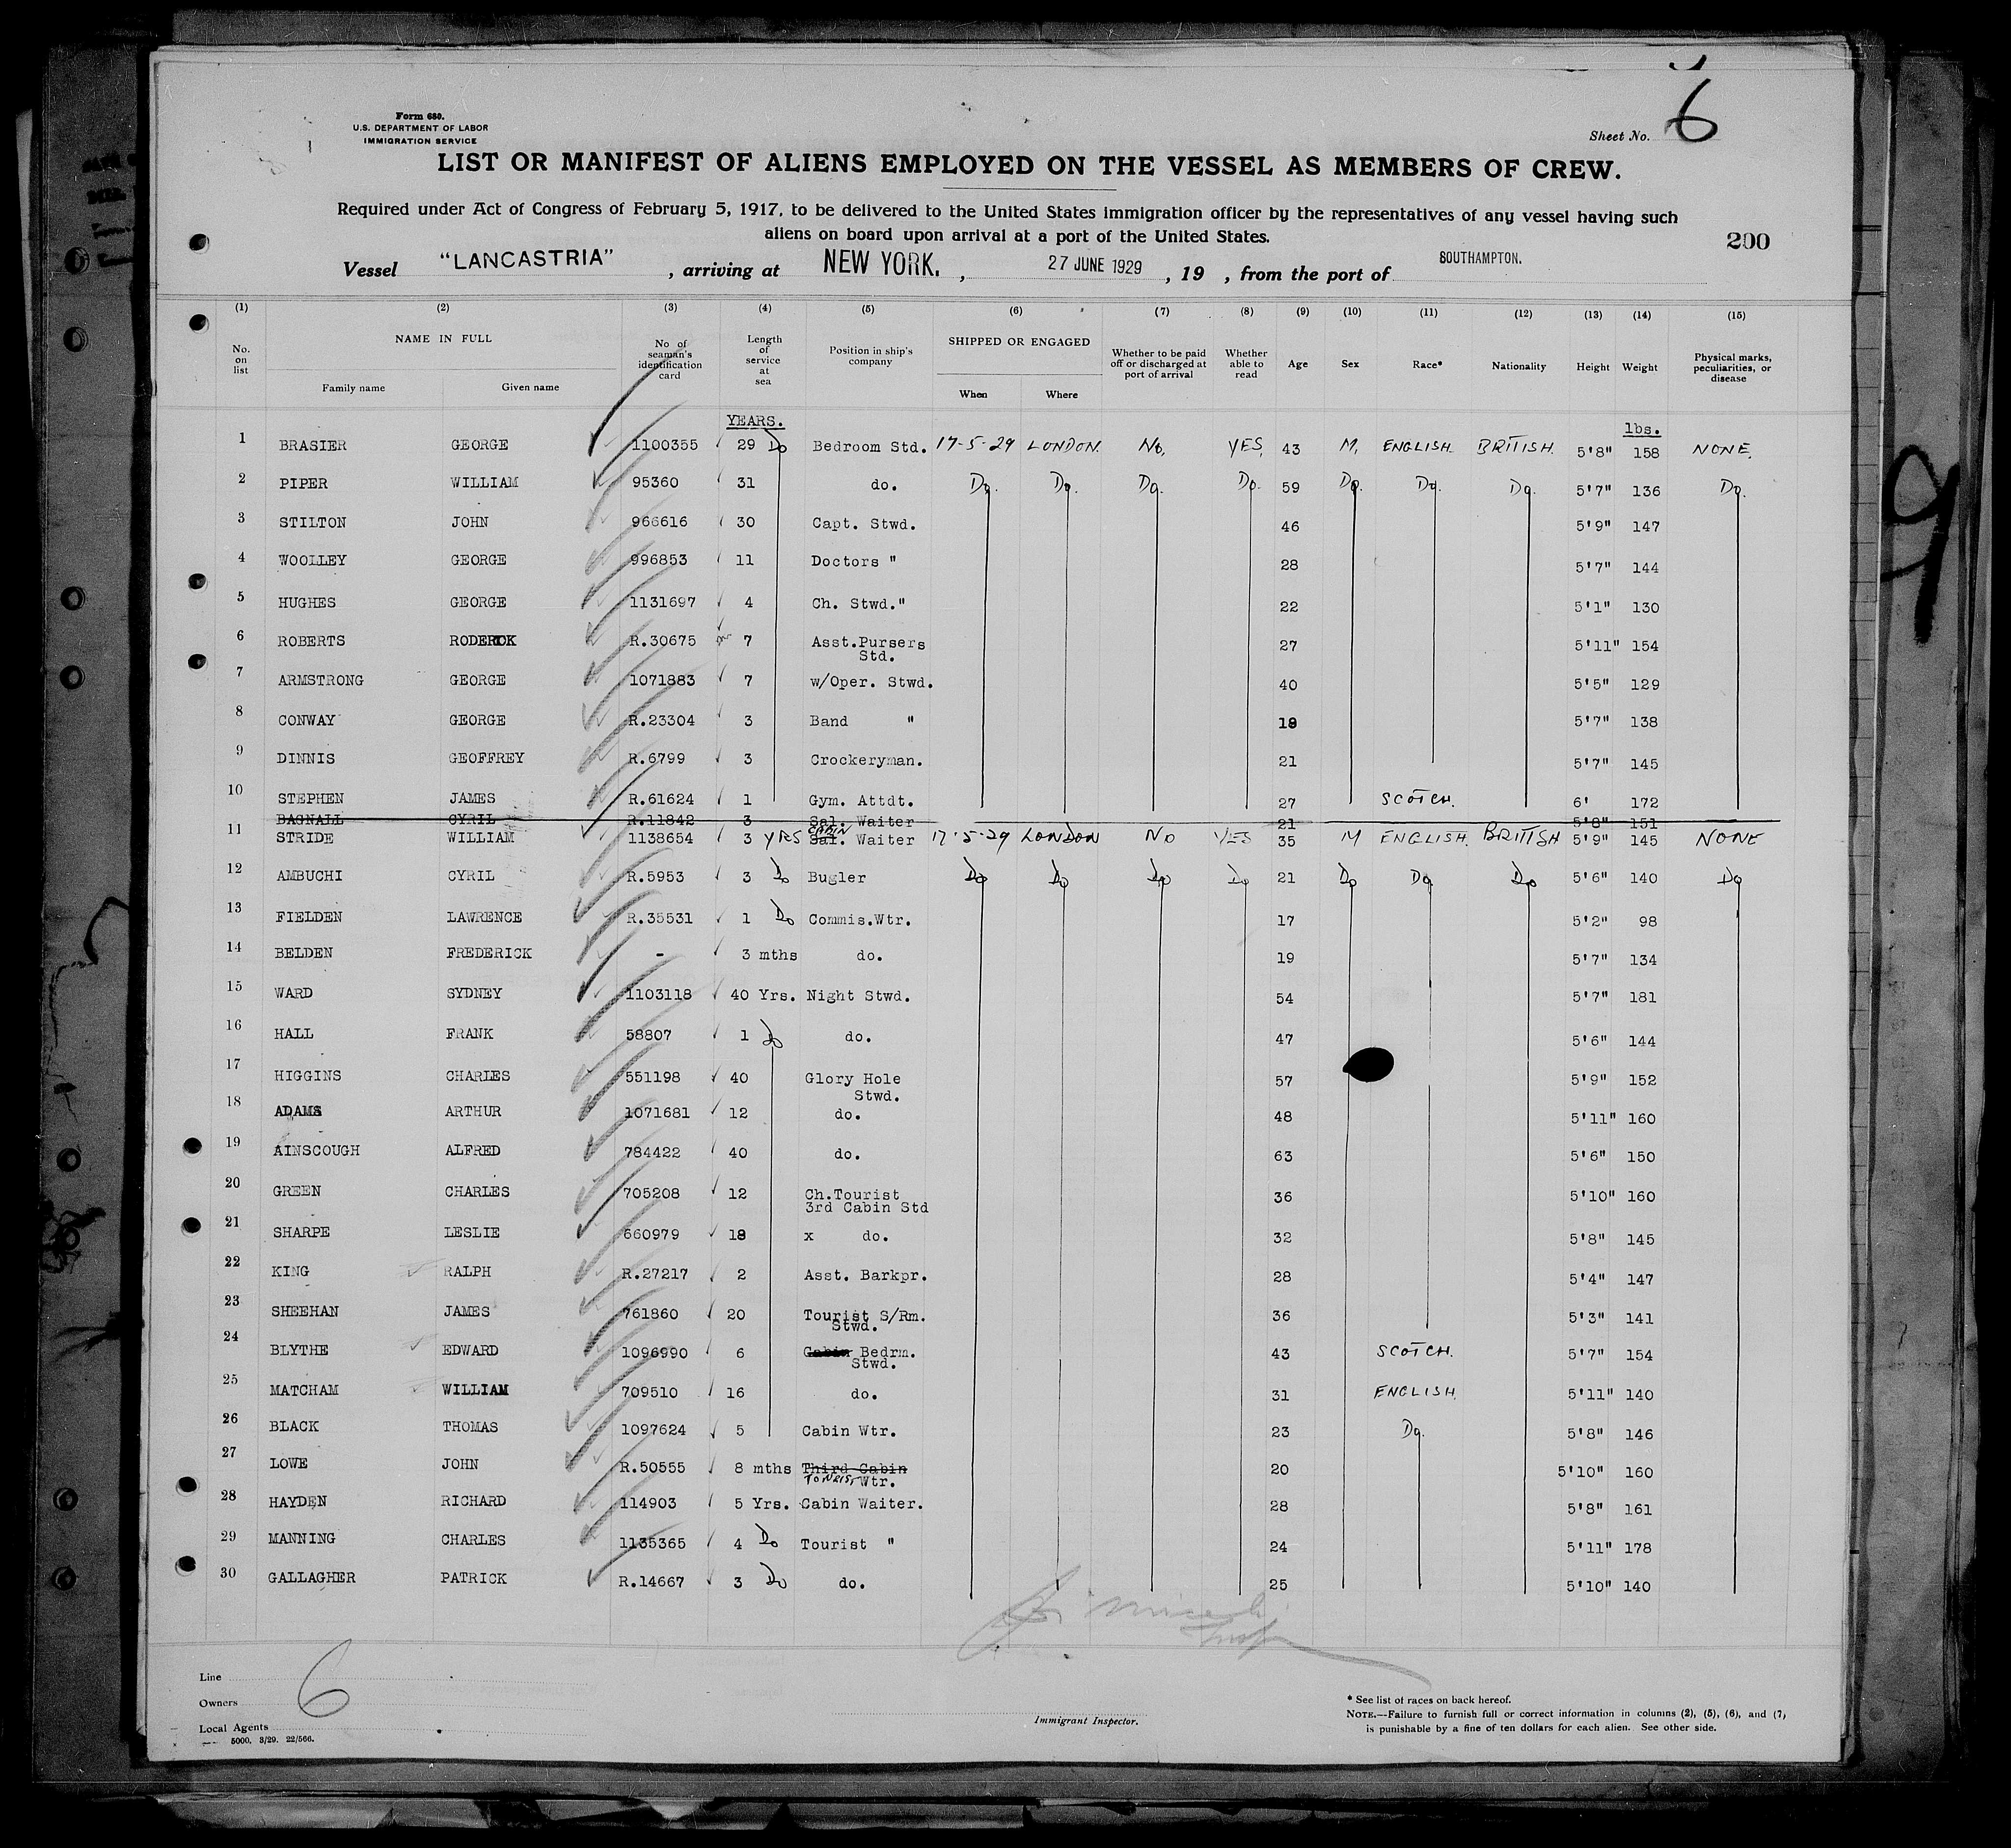 6
Form 680.
U.S. DEPARTMENT OF LABOR
IMMIGRATION SERVICE
Sheet No.
LIST OR MANIFEST OF ALIENS EMPLOYED ON THE VESSEL AS MEMBERS OF CREW.
Required under Act of Congress of February 5, 1917, to be delivered to the United States immigration officer by the representatives of any vessel having such
aliens on board upon arrival at a port of the United States.
200
Vessel "LANCASTRIA" , arriving at NEW YORK. , 27 JUNE 1929 , 19 , from the port of SOUTHAMPTON.
(1) (2) (3) (4) (5) (6) (7) (8) (9) (10) (11) (12) (13) (14) (15)
No. on list NAME IN FULL Family name Given name No of seaman's identification card Length of service at sea Position in ship's company SHIPPED OR ENGAGED When Where Whether to be paid off or discharged at port of arrival Whether able to read Age Sex Race* Nationality Height Weight Physical marks, peculiarities, or disease
YEARS. lbs.
1 BRASIER GEORGE 1100355 29 Do Bedroom Std. 17-5-29 LONDON. No, YES, 43 M, ENGLISH. BRITISH. 5'8" 158 NONE.
2 PIPER WILLIAM 95360 31 do. Do. Do. Do. Do. 59 Do. Do. Do. 5'7" 136 Do.
3 STILTON JOHN 966616 30 Capt. Stwd. 46 5'9" 147
4 WOOLLEY GEORGE 996853 11 Doctors " 28 5'7" 144
5 HUGHES GEORGE 1131697 4 Ch. Stwd." 22 5'1" 130
6 ROBERTS RODERICK R.30675 7 Asst.Pursers Std. 27 5'11" 154
7 ARMSTRONG GEORGE 1071883 7 w/Oper. Stwd. 40 5'5" 129
8 CONWAY GEORGE R.23304 3 Band " 18 5'7" 138
9 DINNIS GEOFFREY R.6799 3 Crockeryman. 21 5'7" 145
10 STEPHEN JAMES R.61624 1 Gym. Attdt. 27 SCOTCH. 6' 172
BAGNALL CYRIL R.11842 3 Sal. Waiter 21 5'8" 151
11 STRIDE WILLIAM 1138654 3 YRS CABIN Sal. Waiter 17-5-29 LONDON NO YES 35 M ENGLISH. BRITISH 5'9" 145 NONE
12 AMBUCHI CYRIL R.5953 3 Do Bugler Do Do Do Do 21 Do Do Do 5'6" 140 Do
13 FIELDEN LAWRENCE R.35531 1 Do Commis.Wtr. 17 5'2" 98
14 BELDEN FREDERICK - 3 mths do. 19 5'7" 134
15 WARD SYDNEY 1103118 40 Yrs. Night Stwd. 54 5'7" 181
16 HALL FRANK 58807 1 Do do. 47 5'6" 144
17 HIGGINS CHARLES 551198 40 Glory Hole Stwd. 57 5'9" 152
18 ADAMS ARTHUR 1071681 12 do. 48 5'11" 160
19 AINSCOUGH ALFRED 784422 40 do. 63 5'6" 150
20 GREEN CHARLES 705208 12 Ch.Tourist 3rd Cabin Std 36 5'10" 160
21 SHARPE LESLIE 660979 18 x do. 32 5'8" 145
22 KING RALPH R.27217 2 Asst. Barkpr. 28 5'4" 147
23 SHEEHAN JAMES 761860 20 Tourist S/Rm. Stwd. 36 5'3" 141
24 BLYTHE EDWARD 1096990 6 Cabin Bedrm. Stwd. 43 SCOTCH. 5'7" 154
25 MATCHAM WILLIAM 709510 16 do. 31 ENGLISH. 5'11" 140
26 BLACK THOMAS 1097624 5 Cabin Wtr. 23 Do. 5'8" 146
27 LOWE JOHN R.50555 8 mths Third Cabin TOURIST Wtr. 20 5'10" 160
28 HAYDEN RICHARD 114903 5 Yrs. Cabin Waiter. 28 5'8" 161
29 MANNING CHARLES 1135365 4 Do Tourist " 24 5'11" 178
30 GALLAGHER PATRICK R.14667 3 Do do. 25 5'10" 140
Line
6
Owners
Local Agents
5000. 3/29. 22/566.
Immigrant Inspector.
* See list of races on back hereof.
NOTE.—Failure to furnish full or correct information in columns (2), (5), (6), and (7)
is punishable by a fine of ten dollars for each alien. See other side.
9